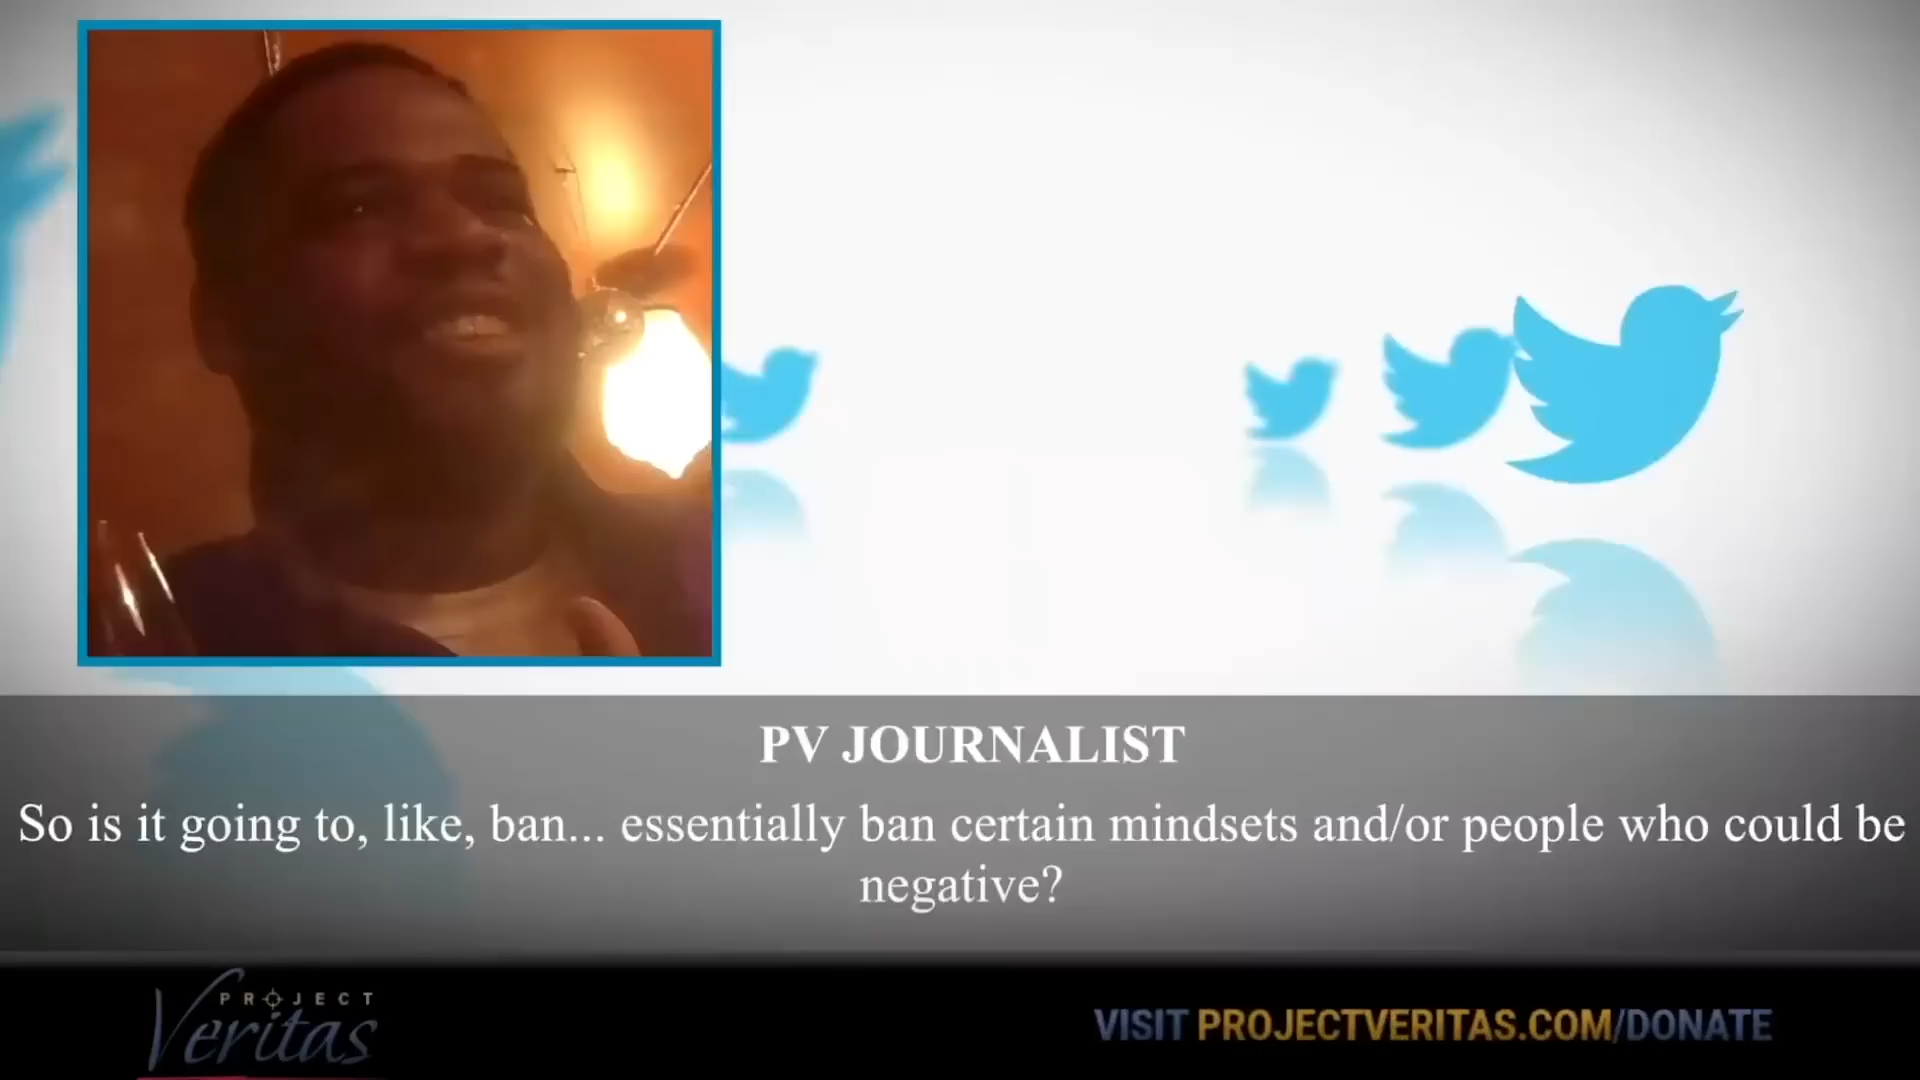 PV JOURNALIST
So is it going to, like, ban... essentially ban certain mindsets and/or people who could be
negative?
PROJECT
Veritas
VISIT PROJECTVERITAS.COM/DONATE